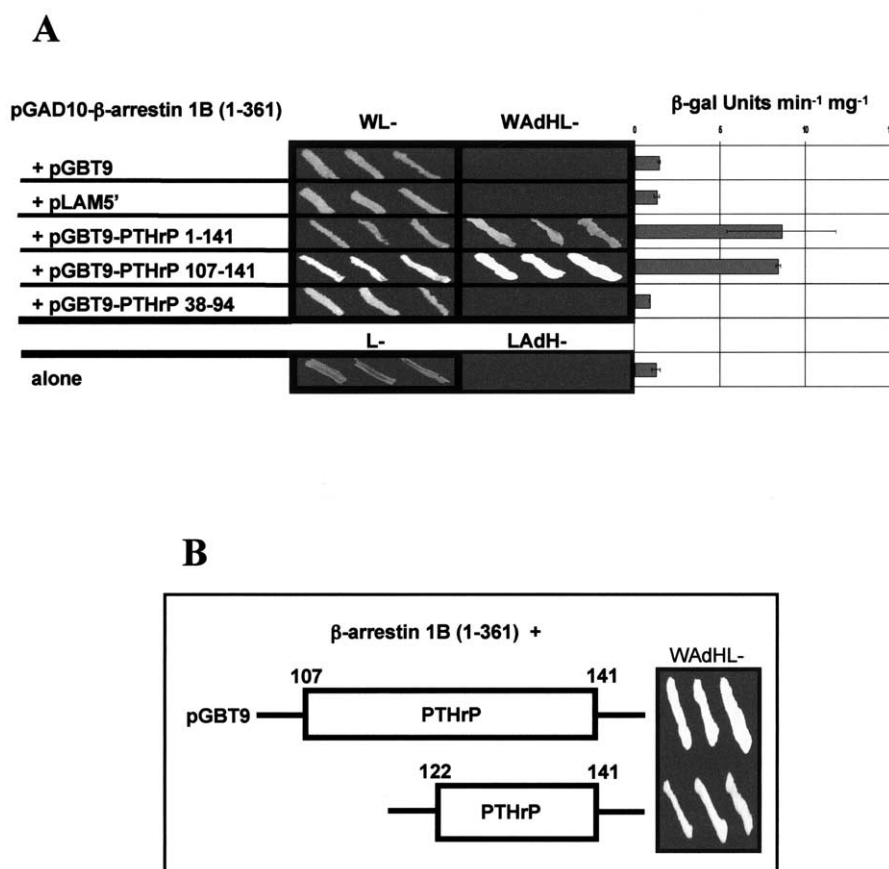 A
pGAD10-β-arrestin 1B (1-361)
WL-
WAdHL-
β-gal Units min⁻¹ mg⁻¹
0
5
10
15
+ pGBT9
+ pLAM5'
+ pGBT9-PTHrP 1-141
+ pGBT9-PTHrP 107-141
+ pGBT9-PTHrP 38-94
L-
LAdH-
alone
B
β-arrestin 1B (1-361) +
WAdHL-
107
141
pGBT9
PTHrP
122
141
PTHrP